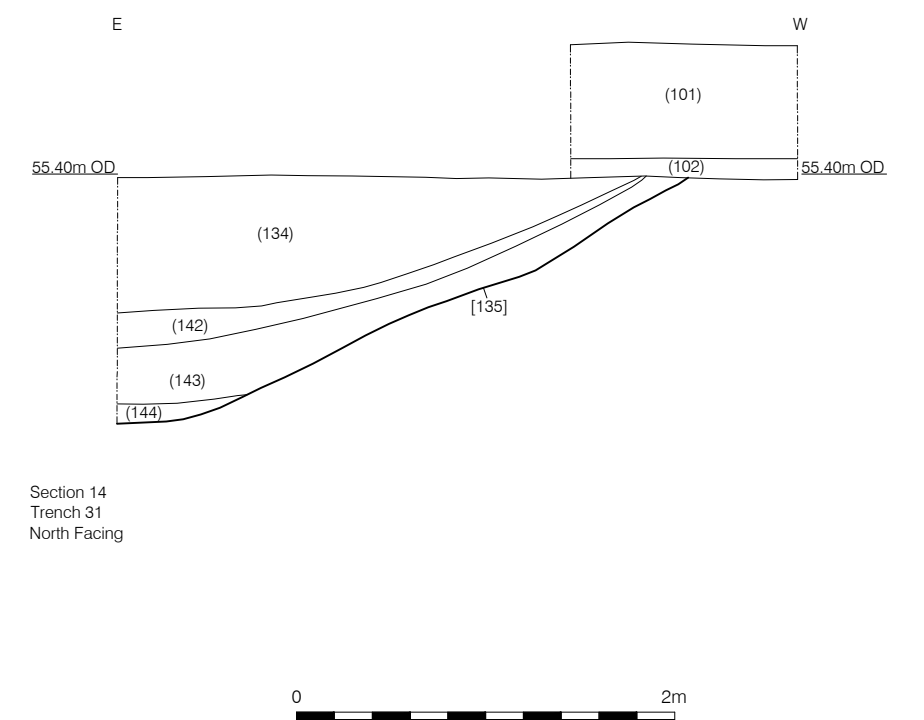 E
W
(101)
(102)
55.40m OD
55.40m OD
(134)
[135]
(142)
(143)
(144)
Section 14
Trench 31
North Facing
0
2m